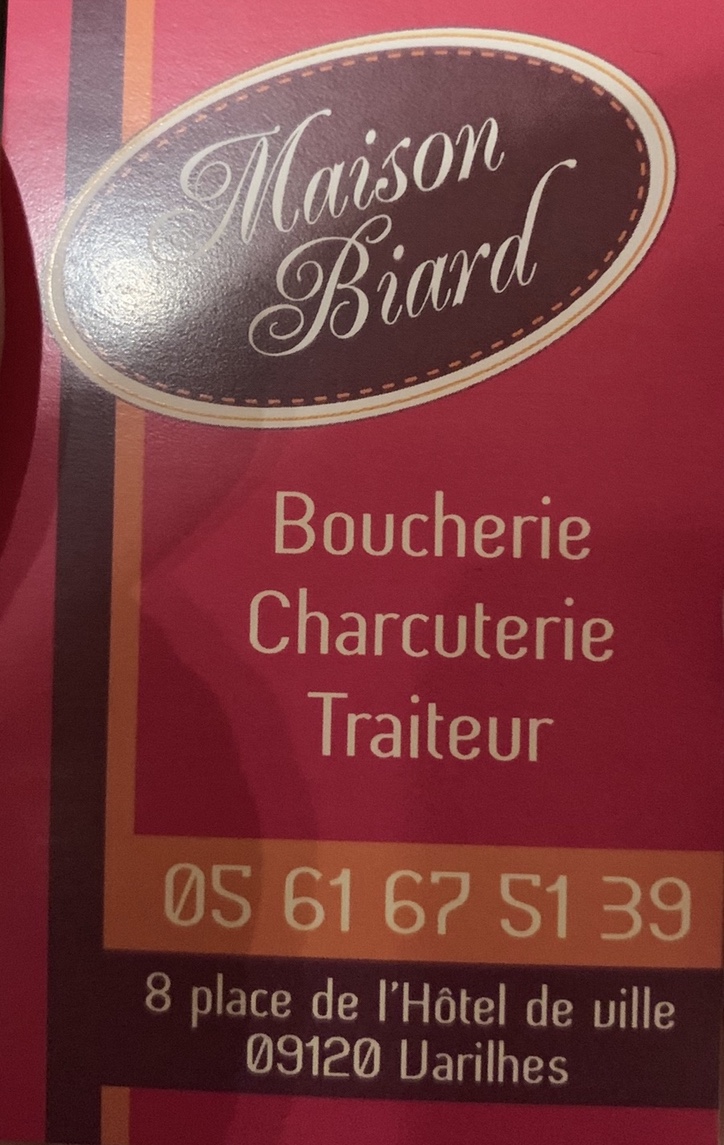 Maison
Biard
Boucherie
Charcuterie
Traiteur
05 61 67 51 39
8 place de l'Hôtel de ville
09120 Varilhes